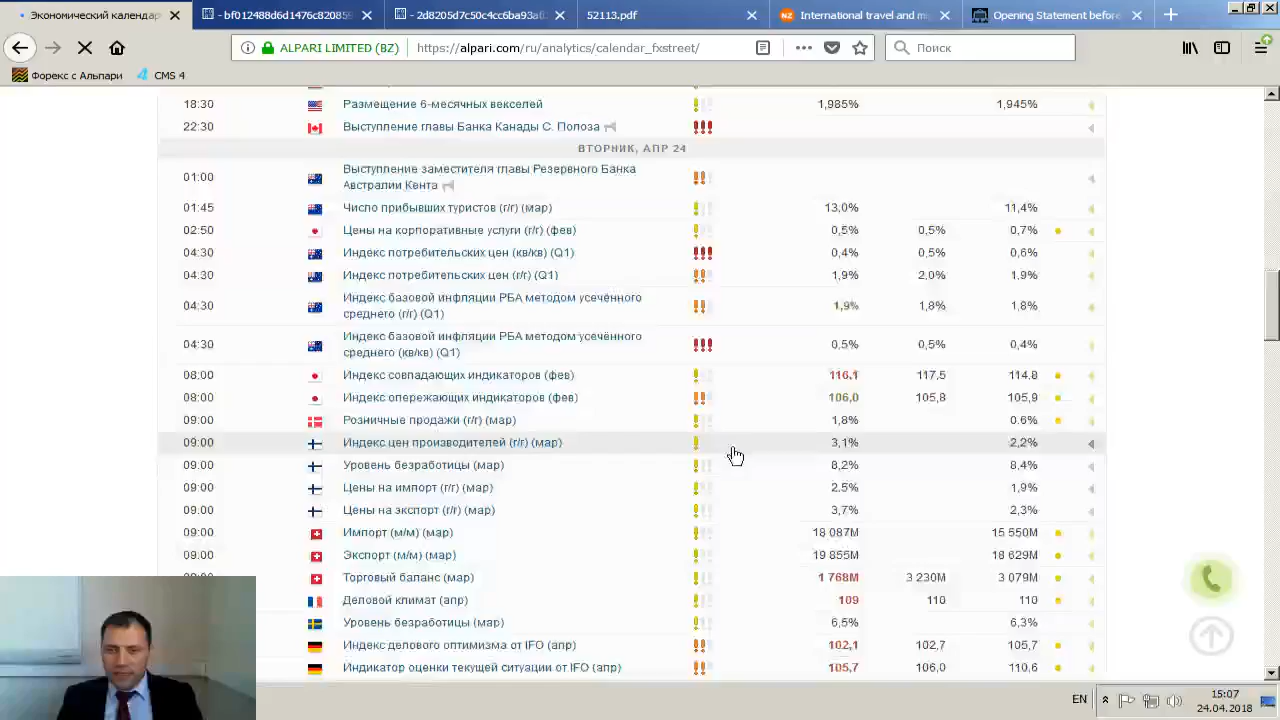 Экономический календар
- bf012488d6d1476c82085
- 2d8205d7c50c4cc6ba93a8
52113.pdf
International travel and mi
Opening Statement before
ALPARI LIMITED (BZ)
https://alpari.com/ru/analytics/calendar_fxstreet/
Поиск
Форекс с Альпари
CMS 4
18:30 Размещение 6-месячных векселей 1,985% 1,945%
22:30 Выступление главы Банка Канады С. Полоза
ВТОРНИК, АПР 24
01:00 Выступление заместителя главы Резервного Банка
Австралии Кента
01:45 Число прибывших туристов (г/г) (мар) 13,0% 11,4%
02:50 Цены на корпоративные услуги (г/г) (фев) 0,5% 0,5% 0,7%
04:30 Индекс потребительских цен (кв/кв) (Q1) 0,4% 0,5% 0,6%
04:30 Индекс потребительских цен (г/г) (Q1) 1,9% 2,0% 1,9%
04:30 Индекс базовой инфляции РБА методом усечённого
среднего (г/г) (Q1) 1,9% 1,8% 1,8%
04:30 Индекс базовой инфляции РБА методом усечённого
среднего (кв/кв) (Q1) 0,5% 0,5% 0,4%
08:00 Индекс совпадающих индикаторов (фев) 116,1 117,5 114,8
08:00 Индекс опережающих индикаторов (фев) 106,0 105,8 105,9
09:00 Розничные продажи (г/г) (мар) 1,8% 0,6%
09:00 Индекс цен производителей (г/г) (мар) 3,1% 2,2%
09:00 Уровень безработицы (мар) 8,2% 8,4%
09:00 Цены на импорт (г/г) (мар) 2,5% 1,9%
09:00 Цены на экспорт (г/г) (мар) 3,7% 2,3%
09:00 Импорт (м/м) (мар) 18 087M 15 550M
09:00 Экспорт (м/м) (мар) 19 855M 18 629M
Торговый баланс (мар) 1 768M 3 230M 3 079M
Деловой климат (апр) 109 110 110
Уровень безработицы (мар) 6,5% 6,3%
Индекс делового оптимизма от IFO (апр) 102,1 102,7 105,7
Индикатор оценки текущей ситуации от IFO (апр) 105,7 106,0 110,6
EN
15:07
24.04.2018